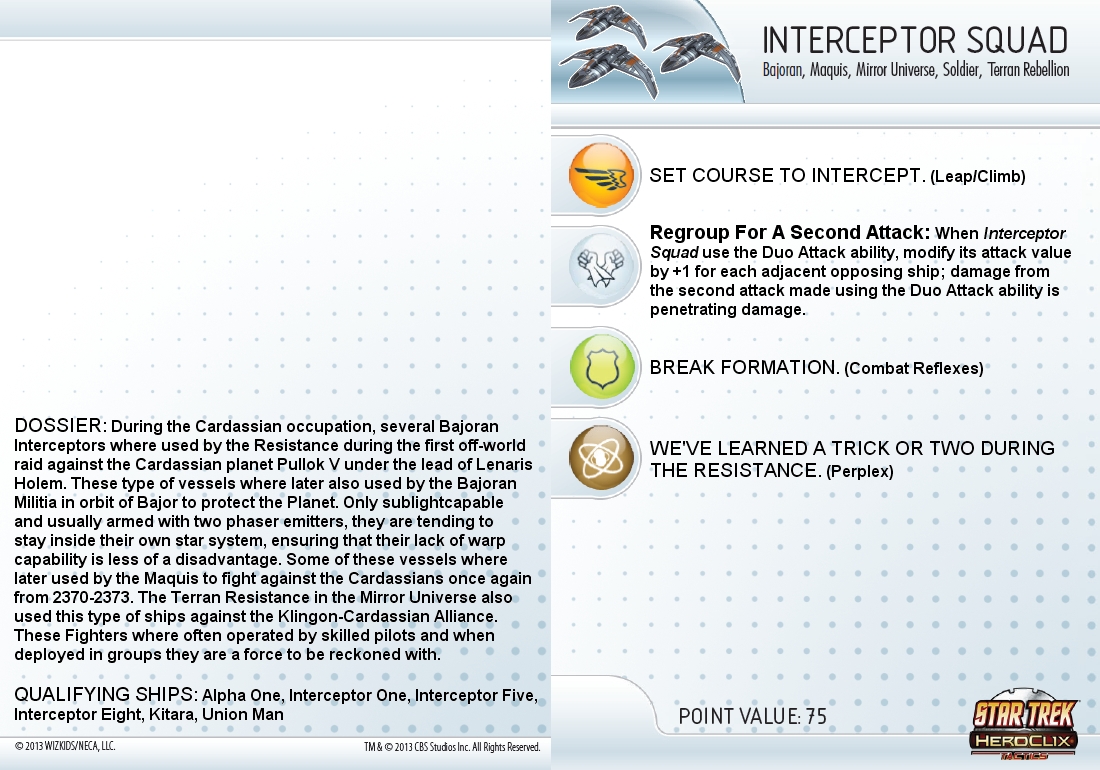 DOSSIER: During the Cardassian occupation, several Bajoran
Interceptors where used by the Resistance during the first off-world
raid against the Cardassian planet Pullok V under the lead of Lenaris
Holem. These type of vessels where later also used by the Bajoran
Militia in orbit of Bajor to protect the Planet. Only sublightcapable
and usually armed with two phaser emitters, they are tending to
stay inside their own star system, ensuring that their lack of warp
capability is less of a disadvantage. Some of these vessels where
later used by the Maquis to fight against the Cardassians once again
from 2370-2373. The Terran Resistance in the Mirror Universe also
used this type of ships against the Klingon-Cardassian Alliance.
These Fighters where often operated by skilled pilots and when
deployed in groups they are a force to be reckoned with.
QUALIFYING SHIPS: Alpha One, Interceptor One, Interceptor Five,
Interceptor Eight, Kitara, Union Man
© 2013 WIZKIDS/NECA, LLC.
TM & © 2013 CBS Studios Inc. All Rights Reserved.
INTERCEPTOR SQUAD
Bajoran, Maquis, Mirror Universe, Soldier, Terran Rebellion
SET COURSE TO INTERCEPT. (Leap/Climb)
Regroup For A Second Attack: When Interceptor
Squad use the Duo Attack ability, modify its attack value
by +1 for each adjacent opposing ship; damage from
the second attack made using the Duo Attack ability is
penetrating damage.
BREAK FORMATION. (Combat Reflexes)
WE'VE LEARNED A TRICK OR TWO DURING
THE RESISTANCE. (Perplex)
POINT VALUE: 75
STAR TREK
HEROCLIX
TACTICS